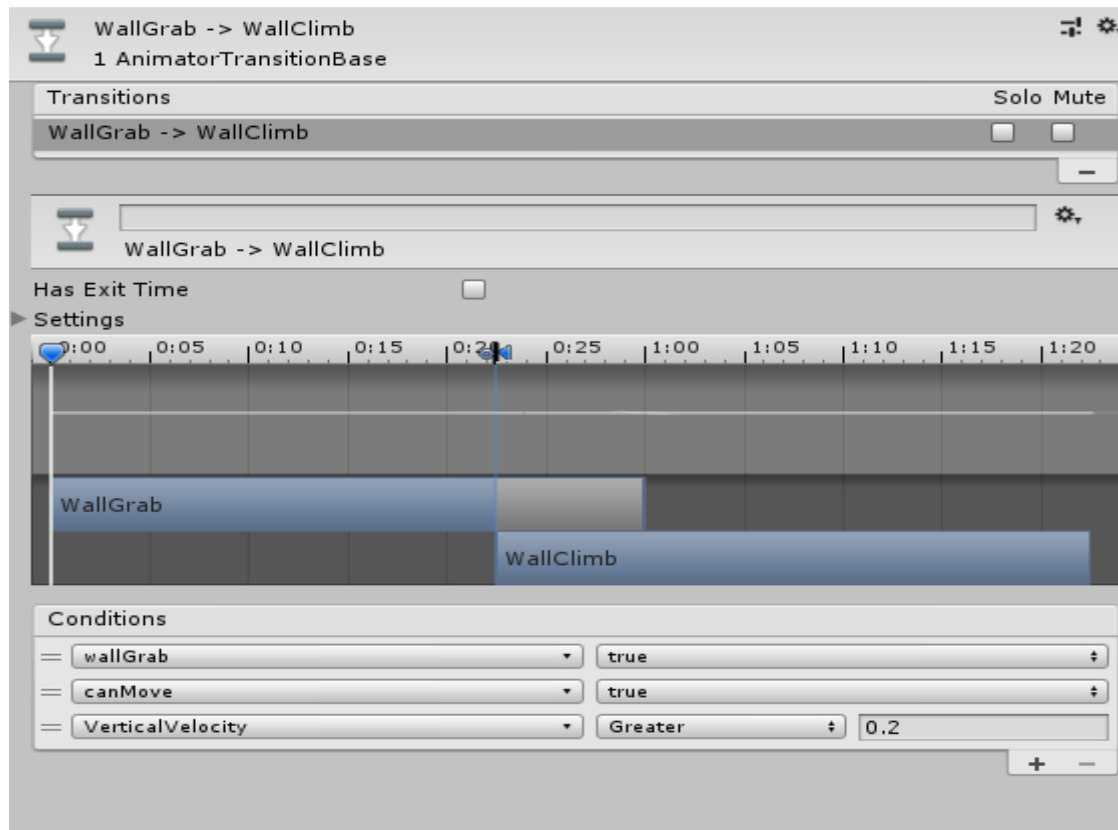 WallGrab -> WallClimb
1 AnimatorTransitionBase
Transitions Solo Mute
WallGrab -> WallClimb
WallGrab -> WallClimb
Has Exit Time
Settings
0:00 0:05 0:10 0:15 0:25 1:00 1:05 1:10 1:15 1:20
WallGrab
WallClimb
Conditions
wallGrab true
canMove true
VerticalVelocity Greater 0.2